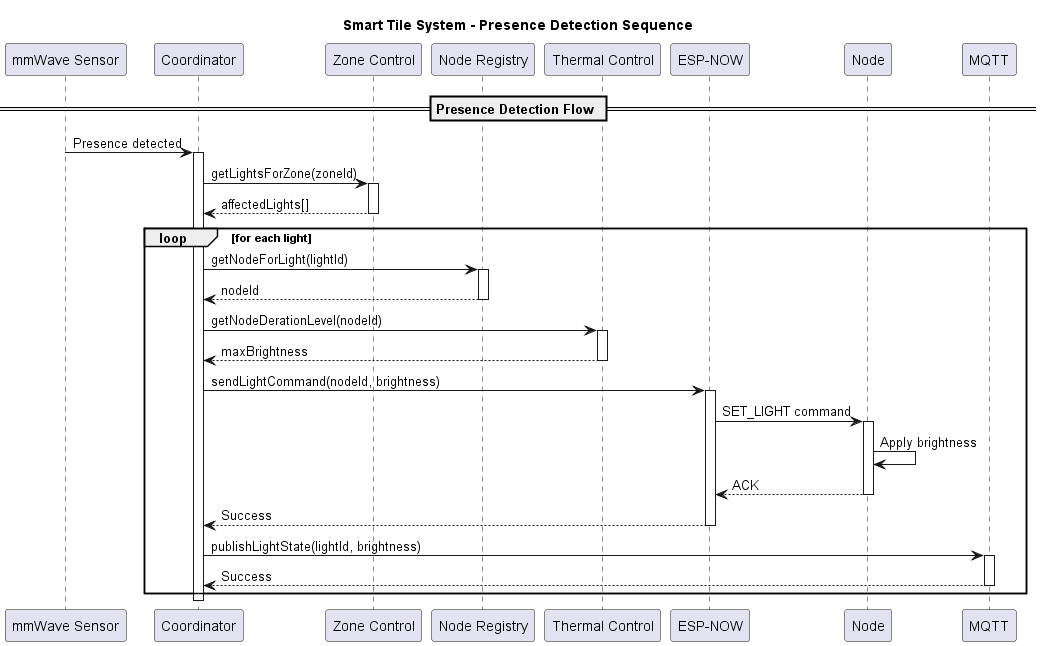 Smart Tile System - Presence Detection Sequence
mmWave Sensor Coordinator Zone Control Node Registry Thermal Control ESP-NOW Node MQTT
Presence Detection Flow
Presence detected
getLightsForZone(zoneId)
affectedLights[]
loop [for each light]
getNodeForLight(lightId)
nodeId
getNodeDerationLevel(nodeId)
maxBrightness
sendLightCommand(nodeId, brightness)
SET_LIGHT command
Apply brightness
ACK
Success
publishLightState(lightId, brightness)
Success
mmWave Sensor Coordinator Zone Control Node Registry Thermal Control ESP-NOW Node MQTT